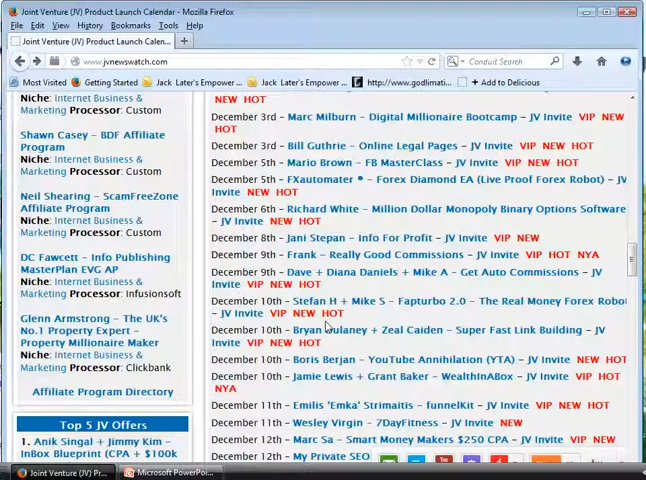 Joint Venture (JV) Product Launch Calendar - Mozilla Firefox
File Edit View History Bookmarks Tools Help
Joint Venture (JV) Product Launch Calen... +
www.jvnewswatch.com Conduit Search
Most Visited Getting Started Jack Later's Empower ... Jack Later's Empower ... http://www.godlimati... + Add to Delicious
Niche: Internet Business &
Marketing Processor:
Custom
Shawn Casey – BDF Affiliate
Program
Niche: Internet Business &
Marketing Processor:
Custom
Neil Shearing – ScamFreeZone
Affiliate Program
Niche: Internet Business &
Marketing Processor:
Custom
DC Fawcett – Info Publishing
MasterPlan EVG AP
Niche: Internet Business &
Marketing Processor:
Infusionsoft
Glenn Armstrong – The UK's
No.1 Property Expert –
Property Millionaire Maker
Niche: Internet Business &
Marketing Processor:
Clickbank
Affiliate Program Directory
Top 5 JV Offers
1. Anik Singal + Jimmy Kim –
InBox Blueprint (CPA + $100k
NEW HOT
December 3rd – Marc Milburn – Digital Millionaire Bootcamp – JV Invite VIP NEW
HOT
December 3rd – Bill Guthrie – Online Legal Pages – JV Invite VIP NEW HOT
December 5th – Mario Brown – FB MasterClass – JV Invite VIP NEW HOT
December 5th – FXautomater ® – Forex Diamond EA (Live Proof Forex Robot) – JV
Invite NEW HOT
December 6th – Richard White – Million Dollar Monopoly Binary Options Software
– JV Invite NEW HOT
December 8th – Jani Stepan – Info For Profit – JV Invite VIP NEW
December 9th – Frank – Really Good Commissions – JV Invite VIP HOT NYA
December 9th – Dave + Diana Daniels + Mike A – Get Auto Commissions – JV
Invite VIP NEW HOT
December 10th – Stefan H + Mike S – Fapturbo 2.0 – The Real Money Forex Robot
– JV Invite VIP NEW HOT
December 10th – Bryan Dulaney + Zeal Caiden – Super Fast Link Building – JV
Invite VIP NEW HOT
December 10th – Boris Berjan – YouTube Annihilation (YTA) – JV Invite NEW HOT
December 10th – Jamie Lewis + Grant Baker – WealthInABox – JV Invite VIP HOT
NYA
December 11th – Emilis 'Emka' Strimaitis – funnelKit – JV Invite VIP NEW HOT
December 11th – Wesley Virgin – 7DayFitness – JV Invite NEW
December 12th – Marc Sa – Smart Money Makers $250 CPA – JV Invite VIP NEW
December 12th – My Private SEO
Joint Venture (JV) Pr... Microsoft PowerPoi...